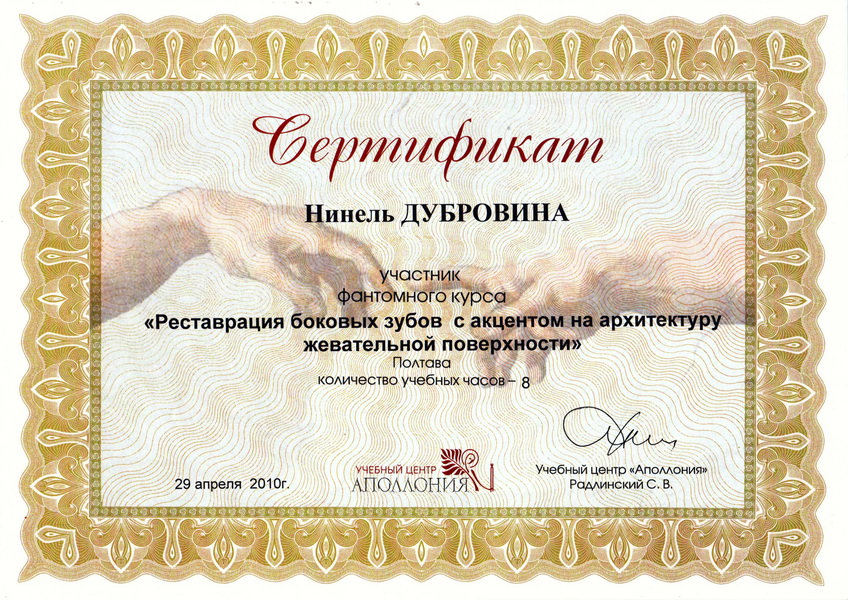 Сертификат
Нинель ДУБРОВИНА
участник
фантомного курса
«Реставрация боковых зубов с акцентом на архитектуру
жевательной поверхности»
Полтава
количество учебных часов – 8
29 апреля 2010г.
УЧЕБНЫЙ ЦЕНТР
АПОЛЛОНИЯ
Учебный центр «Аполлония»
Радлинский С. В.